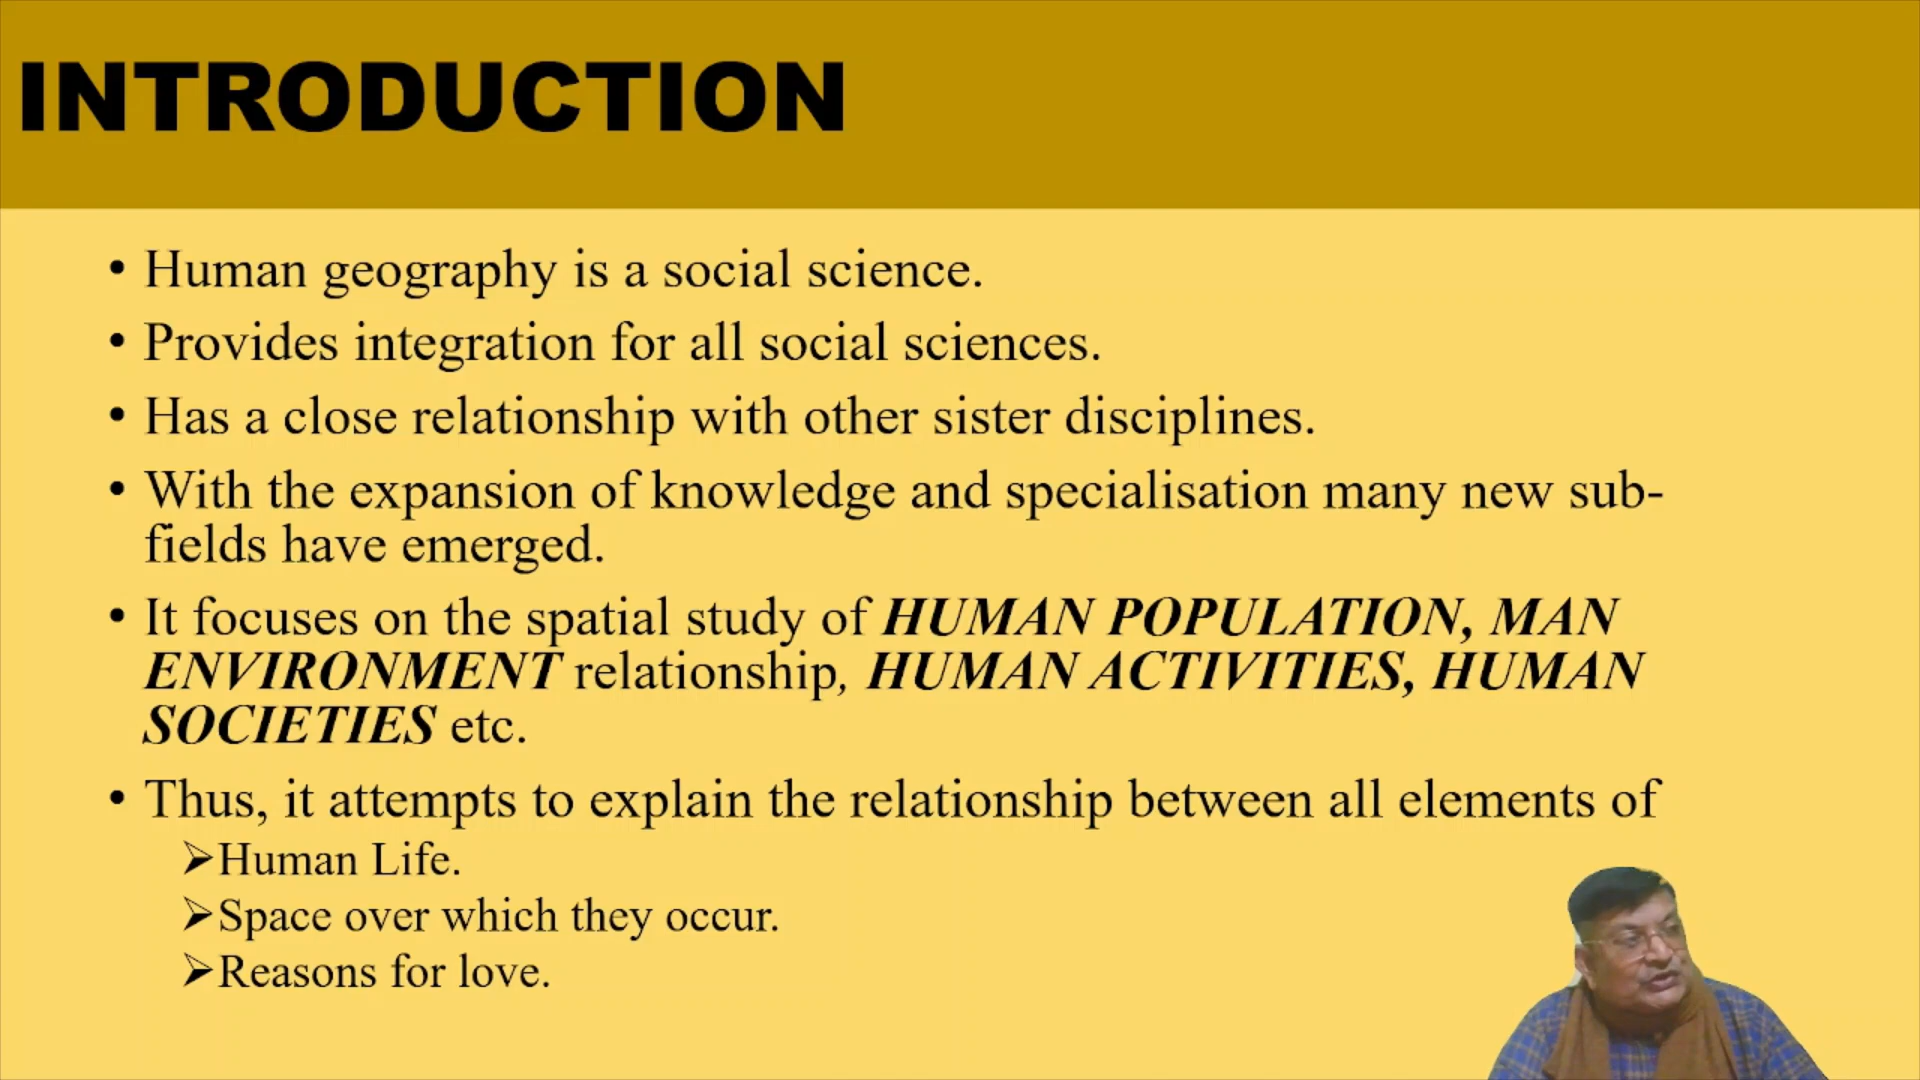 INTRODUCTION
• Human geography is a social science.
• Provides integration for all social sciences.
• Has a close relationship with other sister disciplines.
• With the expansion of knowledge and specialisation many new sub-
fields have emerged.
• It focuses on the spatial study of HUMAN POPULATION, MAN
ENVIRONMENT relationship, HUMAN ACTIVITIES, HUMAN
SOCIETIES etc.
• Thus, it attempts to explain the relationship between all elements of
➢Human Life.
➢Space over which they occur.
➢Reasons for love.